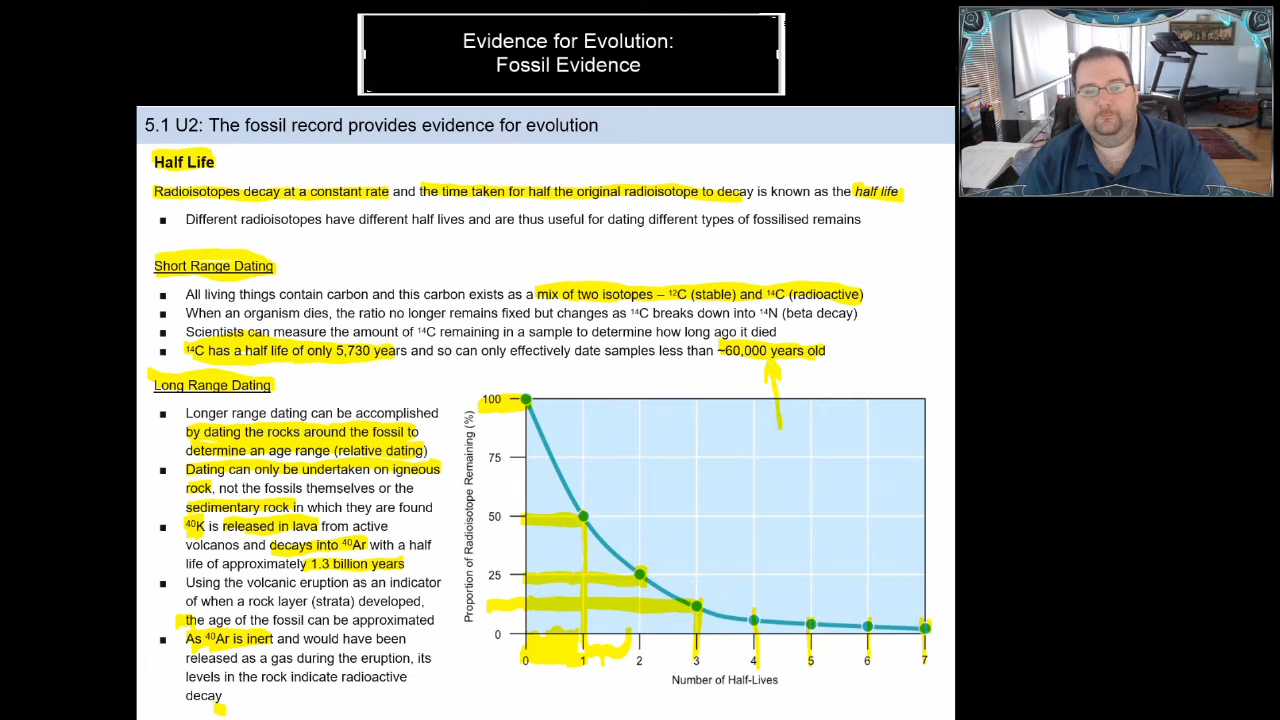 Evidence for Evolution:
Fossil Evidence
5.1 U2: The fossil record provides evidence for evolution
Half Life
Radioisotopes decay at a constant rate and the time taken for half the original radioisotope to decay is known as the half life
▪ Different radioisotopes have different half lives and are thus useful for dating different types of fossilised remains
Short Range Dating
▪ All living things contain carbon and this carbon exists as a mix of two isotopes – ¹²C (stable) and ¹⁴C (radioactive)
▪ When an organism dies, the ratio no longer remains fixed but changes as ¹⁴C breaks down into ¹⁴N (beta decay)
▪ Scientists can measure the amount of ¹⁴C remaining in a sample to determine how long ago it died
▪ ¹⁴C has a half life of only 5,730 years and so can only effectively date samples less than ~60,000 years old
Long Range Dating
▪ Longer range dating can be accomplished
by dating the rocks around the fossil to
determine an age range (relative dating)
▪ Dating can only be undertaken on igneous
rock, not the fossils themselves or the
sedimentary rock in which they are found
▪ ⁴⁰K is released in lava from active
volcanos and decays into ⁴⁰Ar with a half
life of approximately 1.3 billion years
▪ Using the volcanic eruption as an indicator
of when a rock layer (strata) developed,
the age of the fossil can be approximated
▪ As ⁴⁰Ar is inert and would have been
released as a gas during the eruption, its
levels in the rock indicate radioactive
decay
Proportion of Radioisotope Remaining (%)
100
75
50
25
0
0 1 2 3 4 5 6 7
Number of Half-Lives